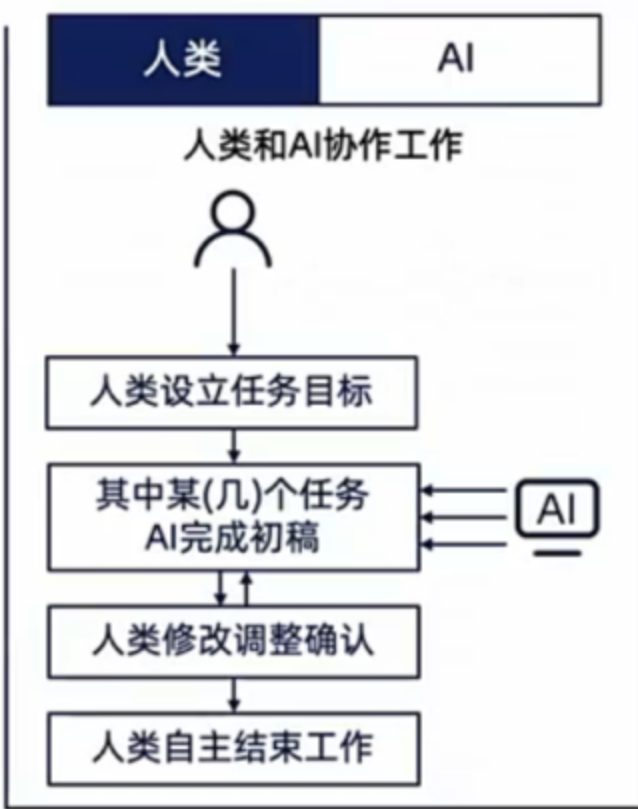 人类
AI
人类和AI协作工作
人类设立任务目标
其中某(几)个任务
AI完成初稿
AI
人类修改调整确认
人类自主结束工作